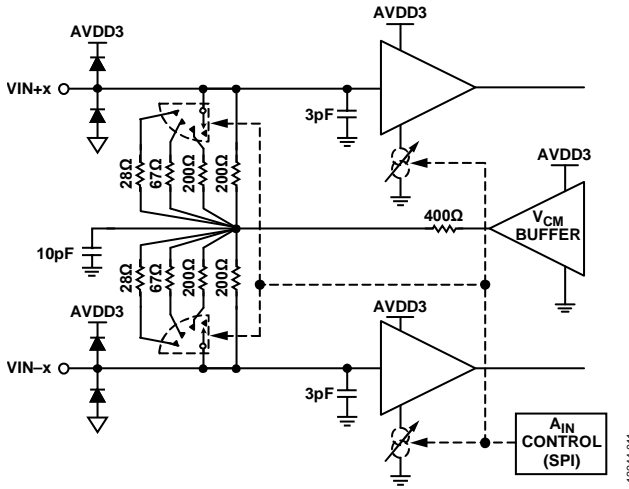 AVDD3
AVDD3
VIN+x
3pF
28Ω
67Ω
200Ω
200Ω
AVDD3
400Ω
VCM
BUFFER
10pF
28Ω
67Ω
200Ω
200Ω
AVDD3
AVDD3
VIN–x
3pF
AIN
CONTROL
(SPI)